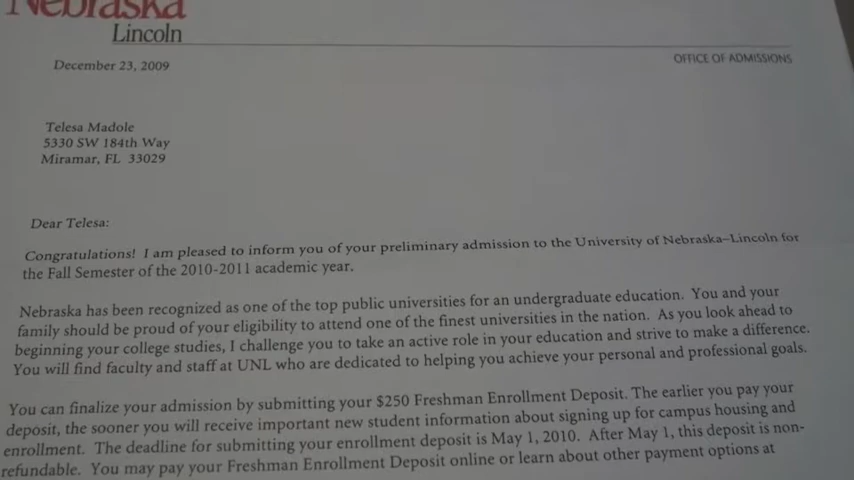 Nebraska
Lincoln
December 23, 2009
OFFICE OF ADMISSIONS
Telesa Madole
5330 SW 184th Way
Miramar, FL 33029
Dear Telesa:
Congratulations! I am pleased to inform you of your preliminary admission to the University of Nebraska–Lincoln for
the Fall Semester of the 2010-2011 academic year.
Nebraska has been recognized as one of the top public universities for an undergraduate education. You and your
family should be proud of your eligibility to attend one of the finest universities in the nation. As you look ahead to
beginning your college studies, I challenge you to take an active role in your education and strive to make a difference.
You will find faculty and staff at UNL who are dedicated to helping you achieve your personal and professional goals.
You can finalize your admission by submitting your $250 Freshman Enrollment Deposit. The earlier you pay your
deposit, the sooner you will receive important new student information about signing up for campus housing and
enrollment. The deadline for submitting your enrollment deposit is May 1, 2010. After May 1, this deposit is non-
refundable. You may pay your Freshman Enrollment Deposit online or learn about other payment options at